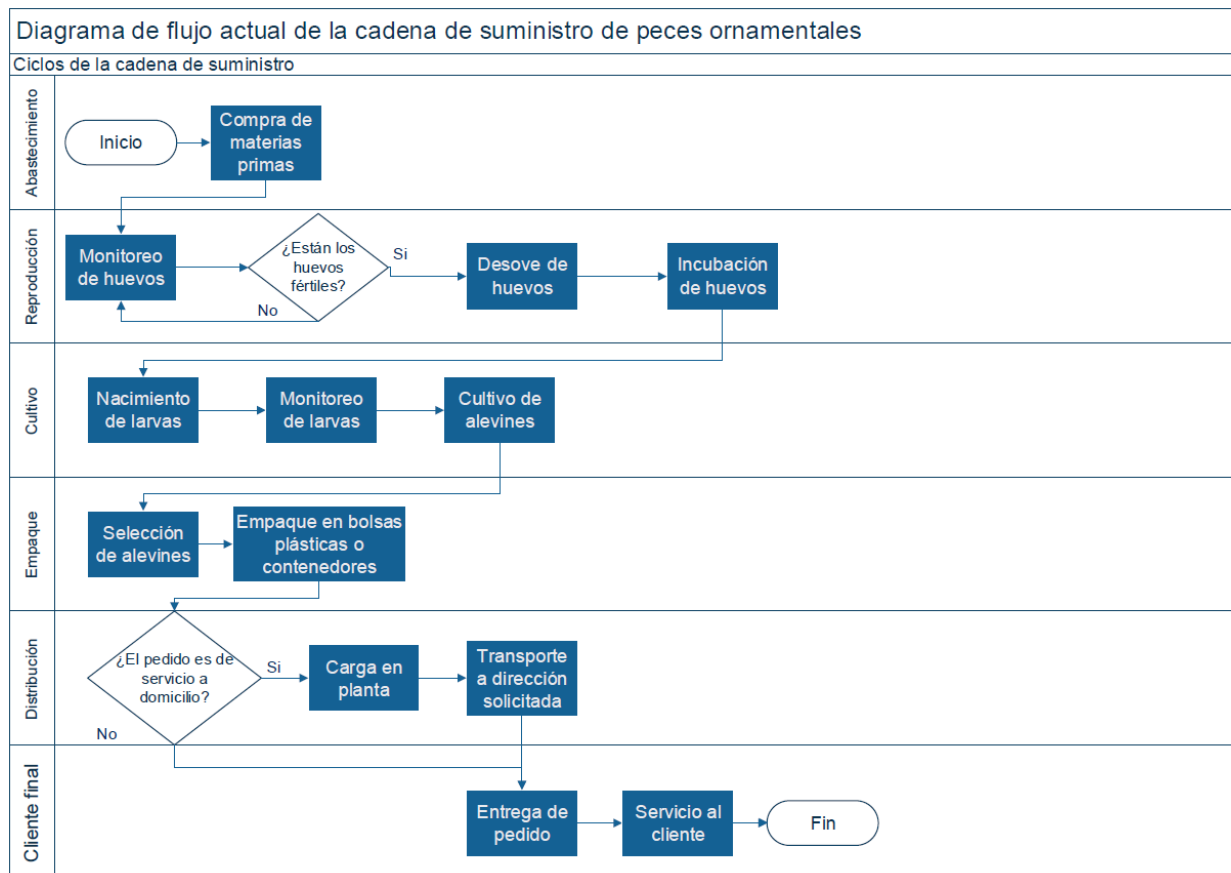 Diagrama de flujo actual de la cadena de suministro de peces ornamentales
Ciclos de la cadena de suministro
Abastecimiento
Inicio
Compra de
materias
primas
Reproducción
Monitoreo
de huevos
¿Están los
huevos
fértiles?
Si
No
Desove de
huevos
Incubación
de huevos
Cultivo
Nacimiento
de larvas
Monitoreo
de larvas
Cultivo de
alevines
Empaque
Selección
de alevines
Empaque en bolsas
plásticas o
contenedores
Distribución
¿El pedido es de
servicio a
domicilio?
Si
No
Carga en
planta
Transporte
a dirección
solicitada
Cliente final
Entrega de
pedido
Servicio al
cliente
Fin